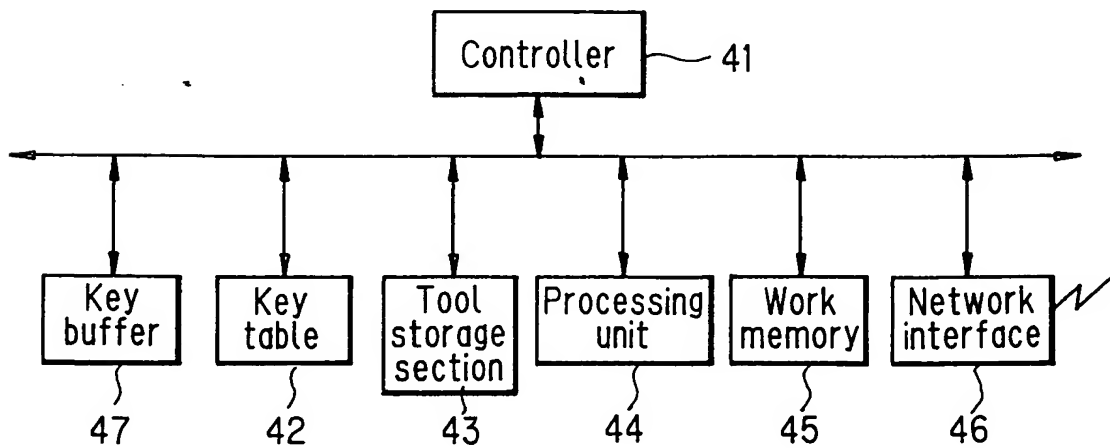 Controller
41
Key
buffer
Key
table
Tool
storage
section
Processing
unit
Work
memory
Network
interface
47
42
43
44
45
46